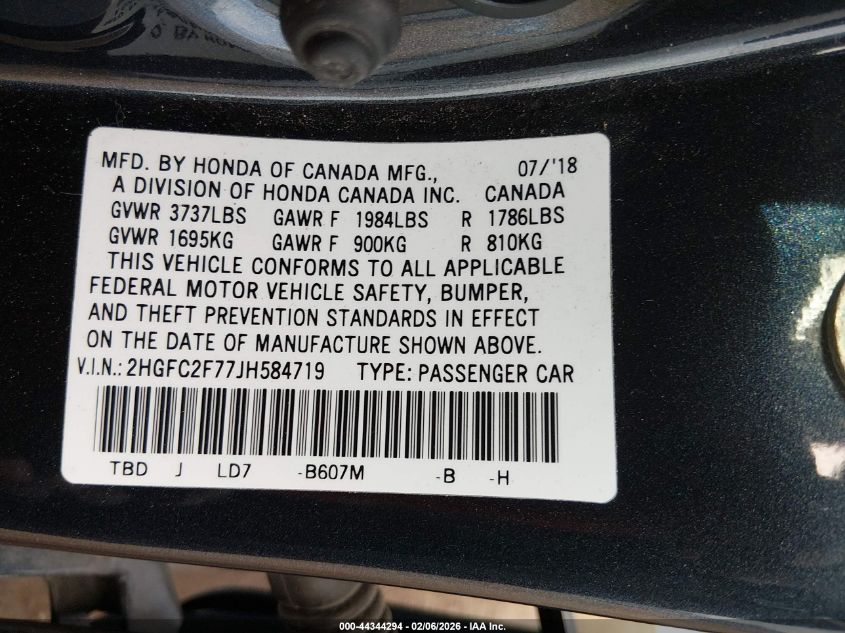 MFD. BY HONDA OF CANADA MFG., 07/'18
A DIVISION OF HONDA CANADA INC. CANADA
GVWR 3737LBS GAWR F 1984LBS R 1786LBS
GVWR 1695KG GAWR F 900KG R 810KG
THIS VEHICLE CONFORMS TO ALL APPLICABLE
FEDERAL MOTOR VEHICLE SAFETY, BUMPER,
AND THEFT PREVENTION STANDARDS IN EFFECT
ON THE DATE OF MANUFACTURE SHOWN ABOVE.
V.I.N.: 2HGFC2F77JH584719 TYPE: PASSENGER CAR
TBD J LD7 -B607M -B -H
000-44344294 - 02/06/2026 - IAA Inc.